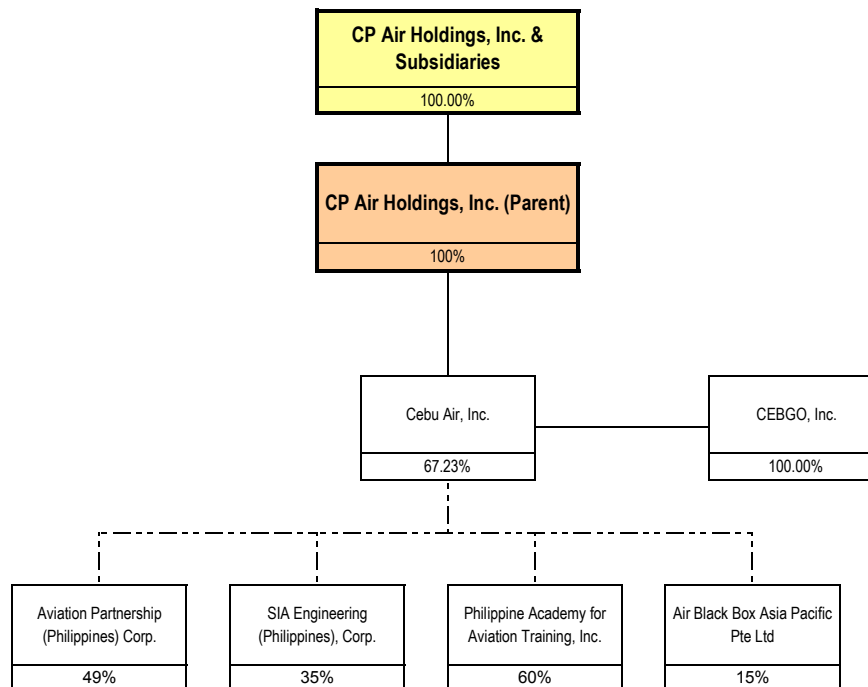 CP Air Holdings, Inc. &
Subsidiaries
100.00%
CP Air Holdings, Inc. (Parent)
100%
Cebu Air, Inc.
67.23%
CEBGO, Inc.
100.00%
Aviation Partnership
(Philippines) Corp.
49%
SIA Engineering
(Philippines), Corp.
35%
Philippine Academy for
Aviation Training, Inc.
60%
Air Black Box Asia Pacific
Pte Ltd
15%